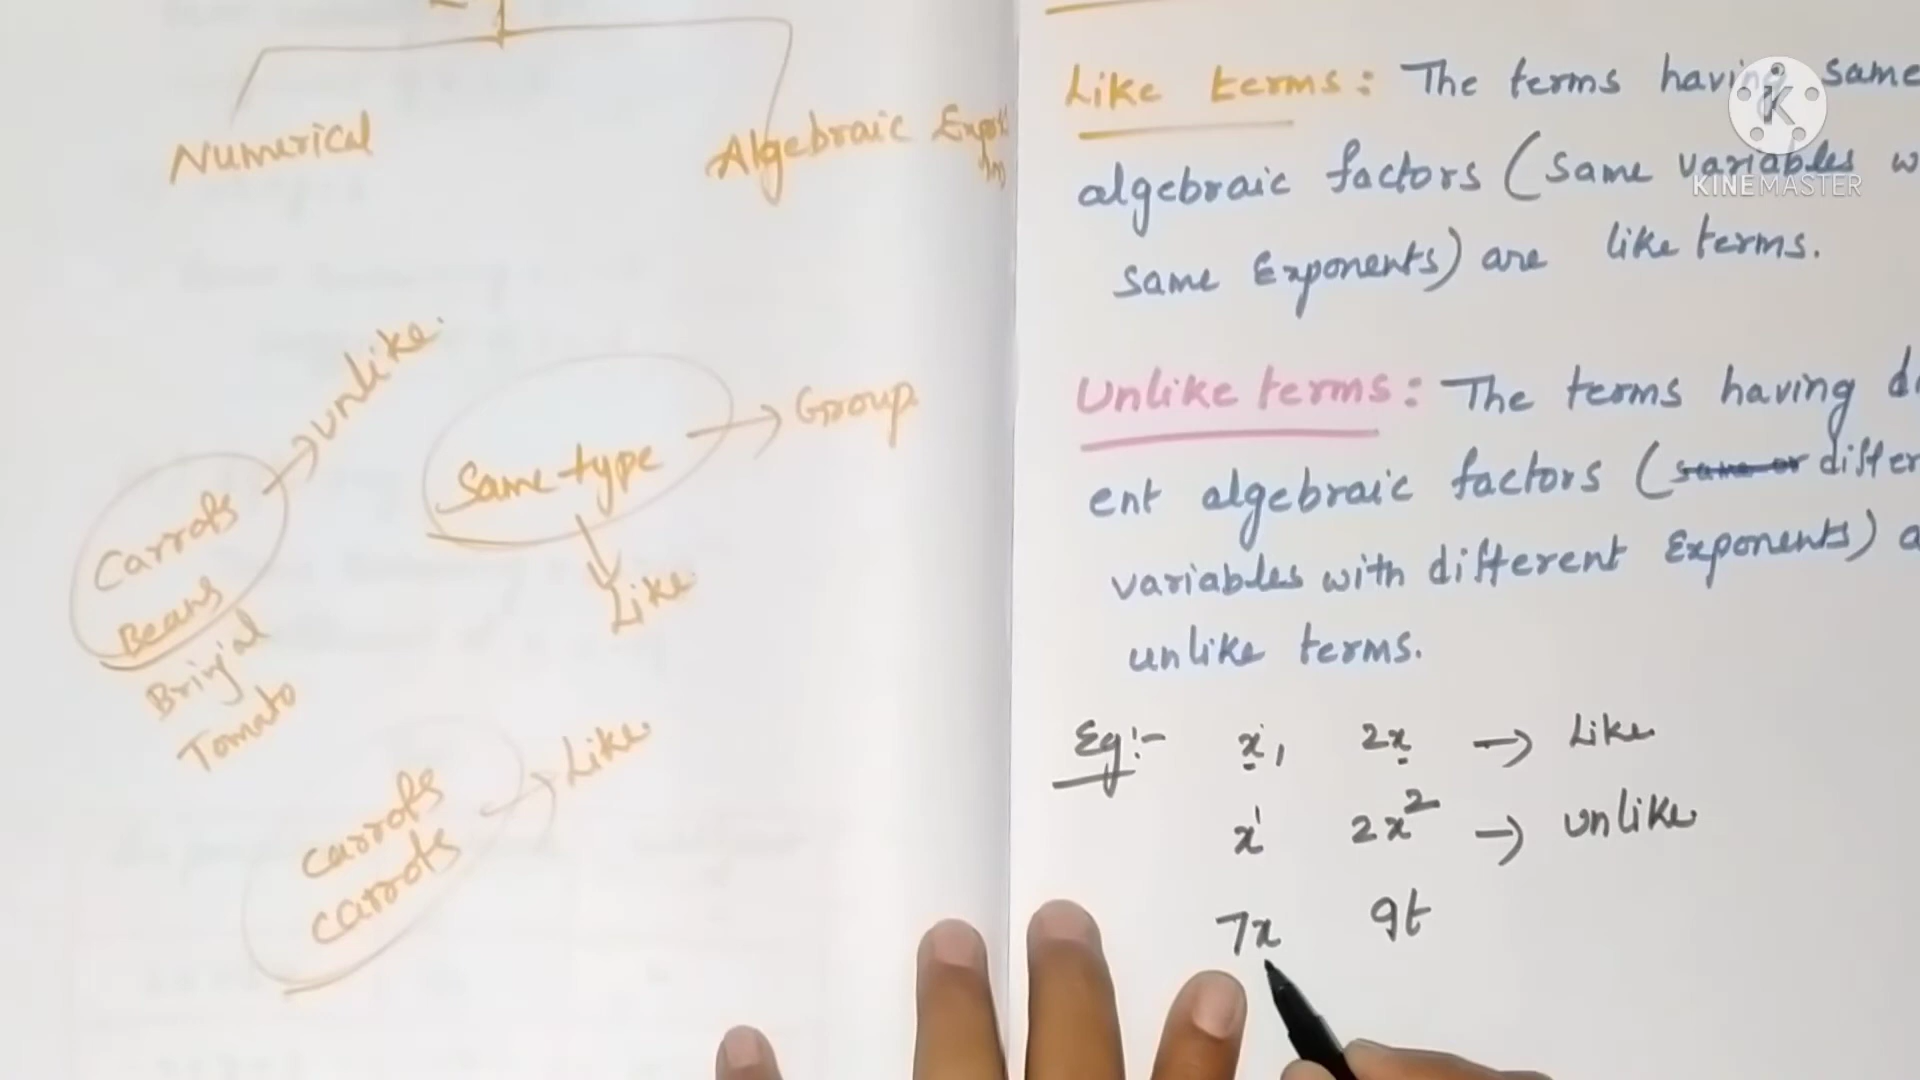 Numerical
Algebraic
unlike
Carrots
Beans
Brinjal
Tomato
Same type
Group
Like
carrots
carrots
Like
Like terms: The terms having same
algebraic factors (same variables w
same Exponents) are like terms.
Unlike terms: The terms having di
ent algebraic factors (same or differ
variables with different Exponents) a
unlike terms.
Eg:- x, 2x → Like
x¹ 2x² → unlike
7x 9t
K
KINEMASTER